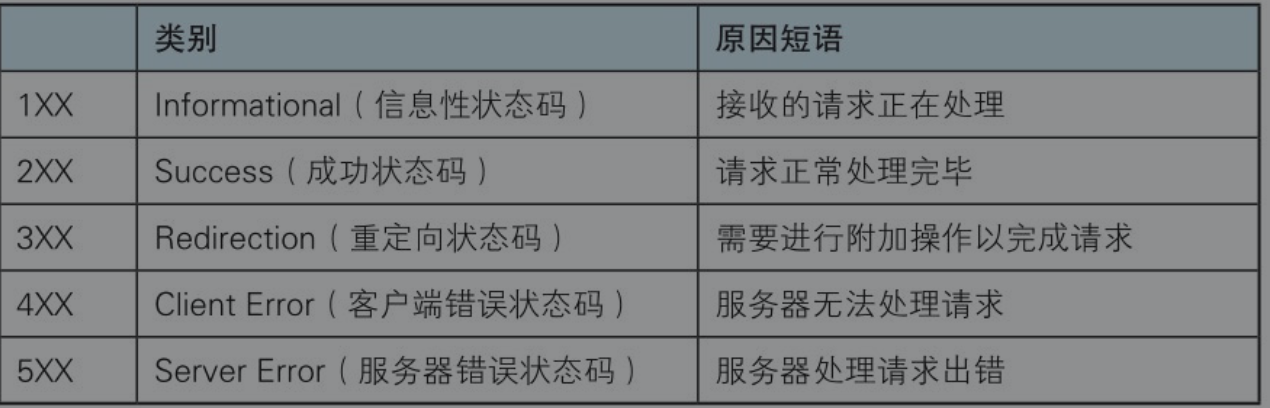 类别 原因短语
1XX Informational（信息性状态码） 接收的请求正在处理
2XX Success（成功状态码） 请求正常处理完毕
3XX Redirection（重定向状态码） 需要进行附加操作以完成请求
4XX Client Error（客户端错误状态码） 服务器无法处理请求
5XX Server Error（服务器错误状态码） 服务器处理请求出错